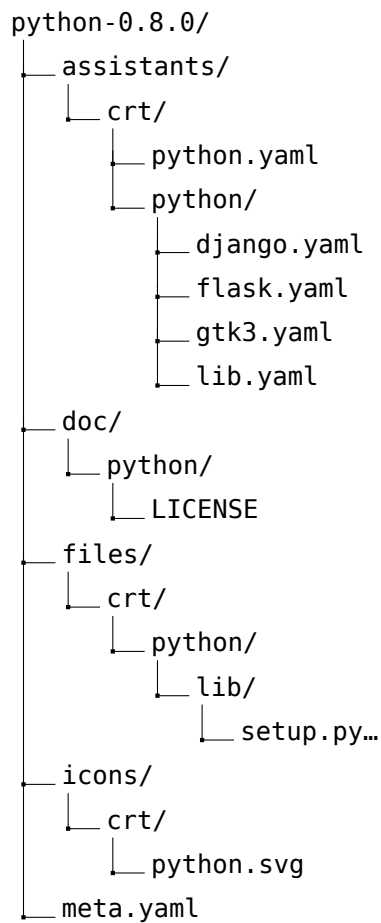 python-0.8.0/
assistants/
crt/
python.yaml
python/
django.yaml
flask.yaml
gtk3.yaml
lib.yaml
doc/
python/
LICENSE
files/
crt/
python/
lib/
setup.py…
icons/
crt/
python.svg
meta.yaml